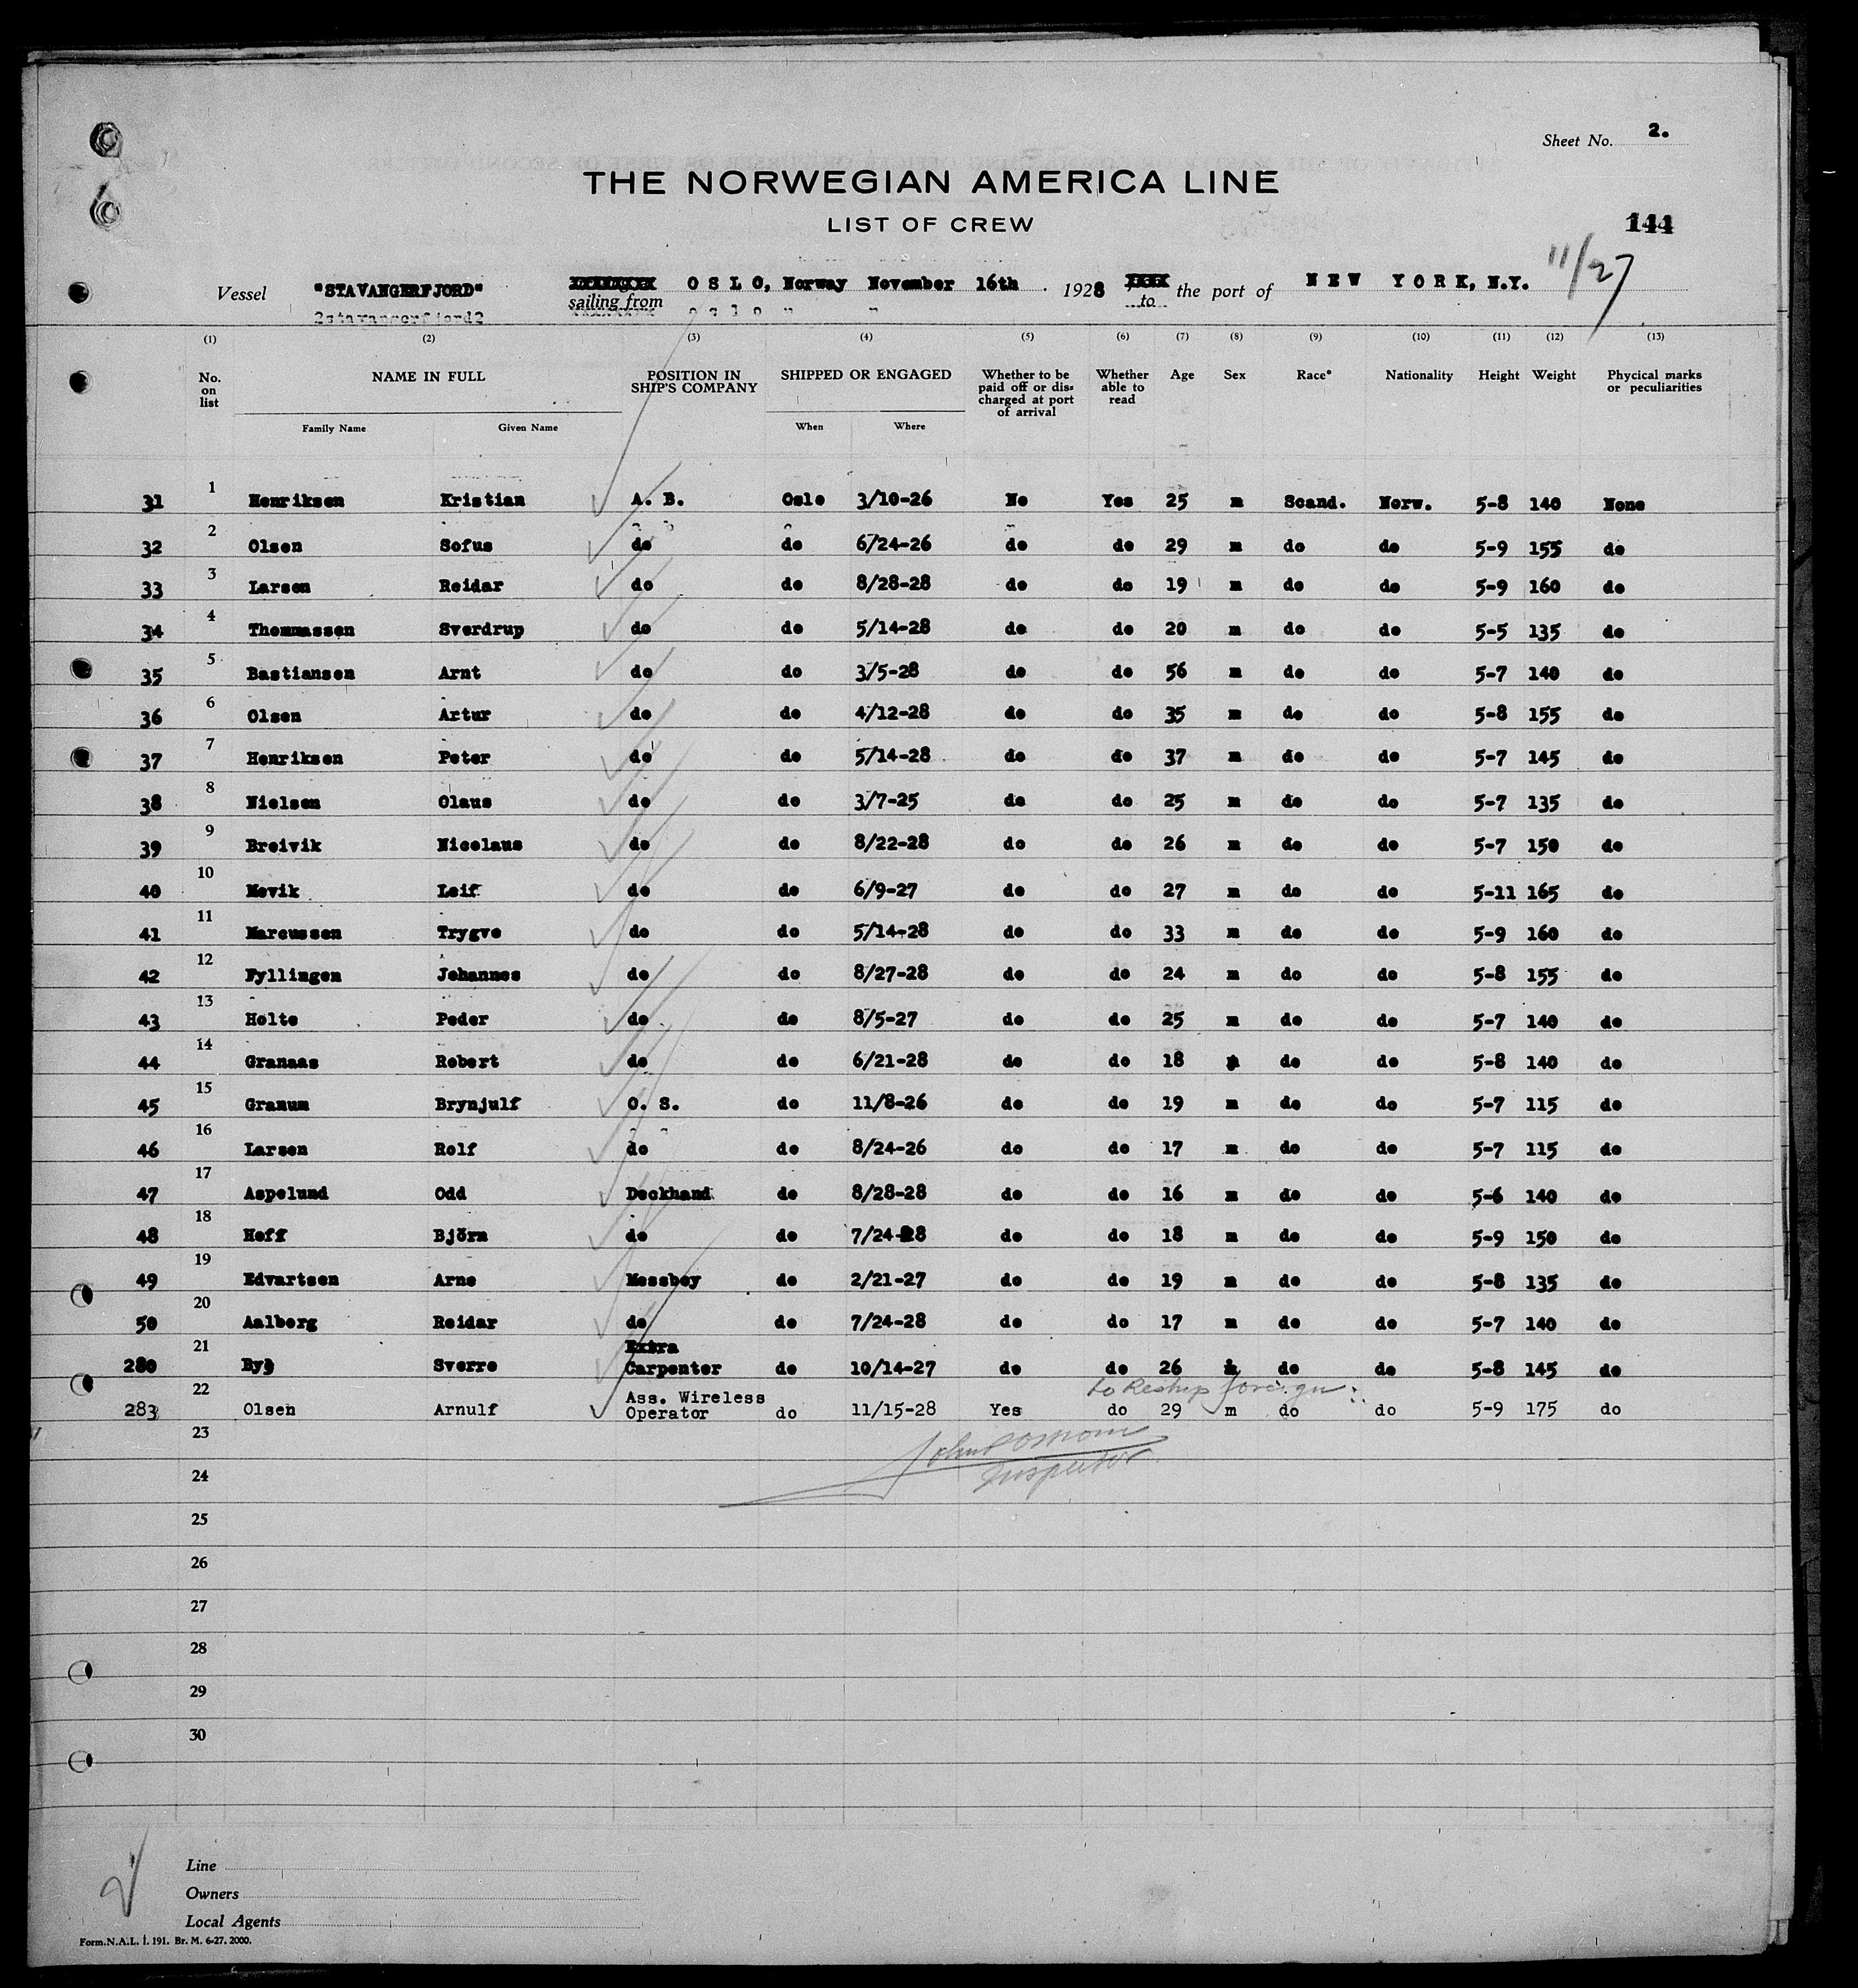 Sheet No. 2.
THE NORWEGIAN AMERICA LINE
LIST OF CREW
144
11/27
Vessel "STAVANGERFJORD" sailing from OSLO, Norway November 16th. 1928 to the port of NEW YORK, N.Y.
(1) (2) (3) (4) (5) (6) (7) (8) (9) (10) (11) (12) (13)
No. on list NAME IN FULL POSITION IN SHIP'S COMPANY SHIPPED OR ENGAGED Whether to be paid off or discharged at port of arrival Whether able to read Age Sex Race* Nationality Height Weight Phycical marks or peculiarities
Family Name Given Name When Where
31 1 Henriksen Kristian A. B. Oslo 3/10-26 No Yes 25 m Scand. Norw. 5-8 140 None
32 2 Olsen Sofus do do 6/24-26 do do 29 m do do 5-9 155 do
33 3 Larsen Reidar do do 8/28-28 do do 19 m do do 5-9 160 do
34 4 Thommassen Sverdrup do do 5/14-28 do do 20 m do do 5-5 135 do
35 5 Bastiansen Arnt do do 3/5-28 do do 56 m do do 5-7 140 do
36 6 Olsen Artur do do 4/12-28 do do 35 m do do 5-8 155 do
37 7 Henriksen Peter do do 5/14-28 do do 37 m do do 5-7 145 do
38 8 Nielsen Olaus do do 3/7-25 do do 25 m do do 5-7 135 do
39 9 Breivik Nicolaus do do 8/22-28 do do 26 m do do 5-7 150 do
40 10 Mevik Leif do do 6/9-27 do do 27 m do do 5-11 165 do
41 11 Marcussen Trygve do do 5/14-28 do do 33 m do do 5-9 160 do
42 12 Fyllingen Johannes do do 8/27-28 do do 24 m do do 5-8 155 do
43 13 Holte Peder do do 8/5-27 do do 25 m do do 5-7 140 do
44 14 Granaas Robert do do 6/21-28 do do 18 do do 5-8 140 do
45 15 Granum Brynjulf O. S. do 11/8-26 do do 19 m do do 5-7 115 do
46 16 Larsen Rolf do do 8/24-26 do do 17 m do do 5-7 115 do
47 17 Aspelund Odd Deckhand do 8/28-28 do do 16 m do do 5-6 140 do
48 18 Hoff Björn do do 7/24-28 do do 18 m do do 5-9 150 do
49 19 Edvartsen Arne Messboy do 2/21-27 do do 19 m do do 5-8 135 do
50 20 Aalborg Reidar do do 7/24-28 do do 17 m do do 5-7 140 do
280 21 Sverre Extra Carpenter do 10/14-27 do do 26 do do 5-8 145 do
to Reship foreign
283 22 Olsen Arnulf Ass. Wireless Operator do 11/15-28 Yes do 29 m do do 5-9 175 do
23
Inspector
24
25
26
27
28
29
30
Line
Owners
Local Agents
Form.N.A.L. I. 191. Br. M. 6-27. 2000.